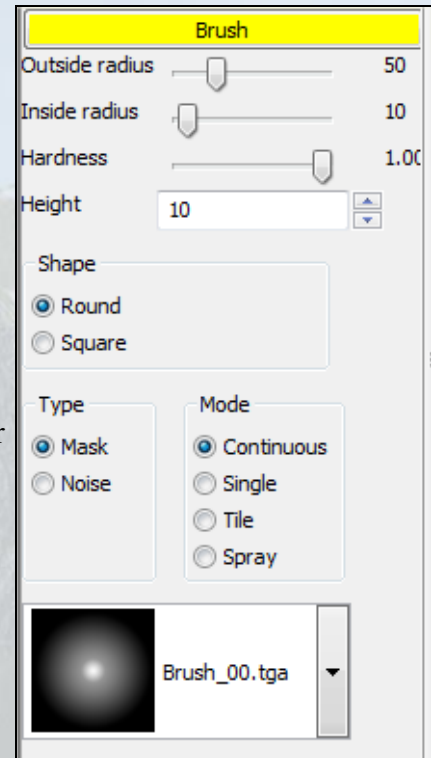 Brush
Outside radius 50
Inside radius 10
Hardness 1.00
Height 10
Shape
Round
Square
Type Mode
Mask Continuous
Noise Single
Tile
Spray
Brush_00.tga